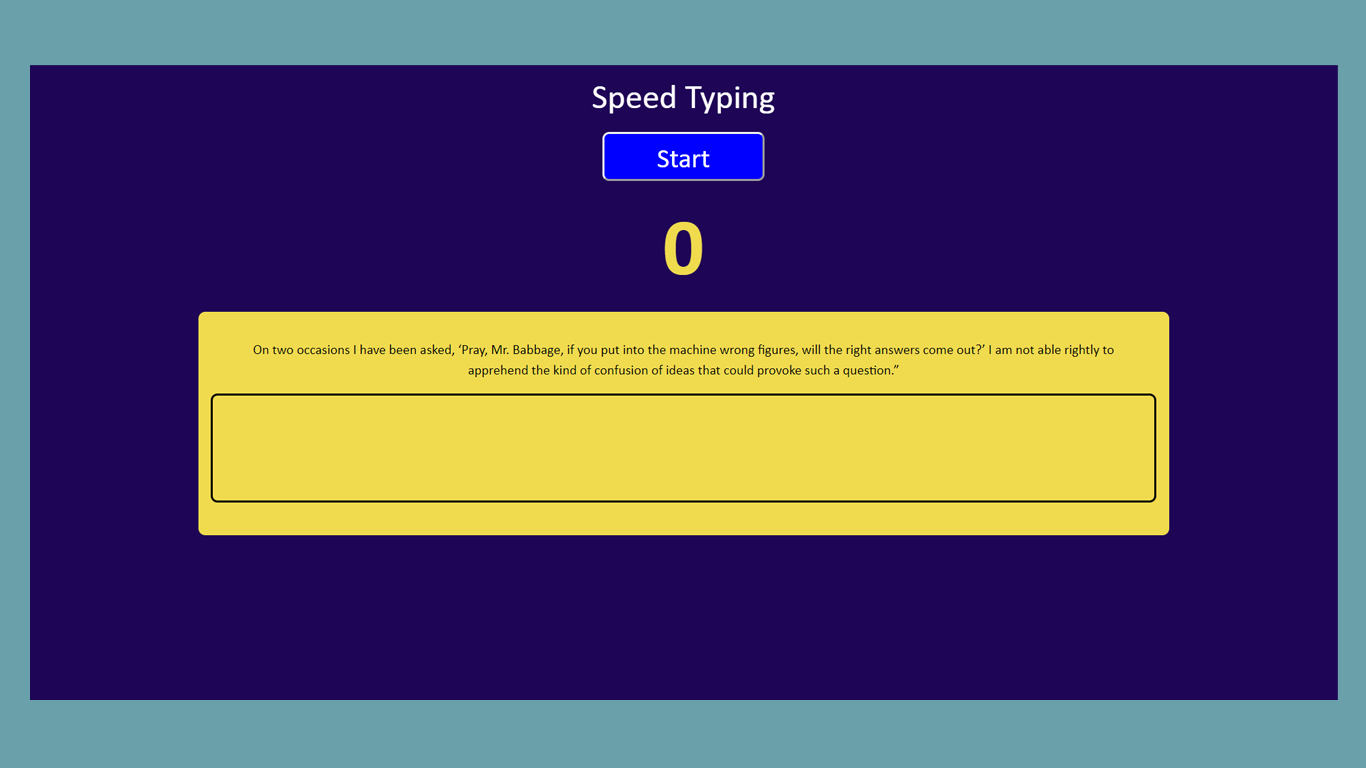 Speed Typing
Start
0
On two occasions I have been asked, ‘Pray, Mr. Babbage, if you put into the machine wrong figures, will the right answers come out?’ I am not able rightly to
apprehend the kind of confusion of ideas that could provoke such a question.”